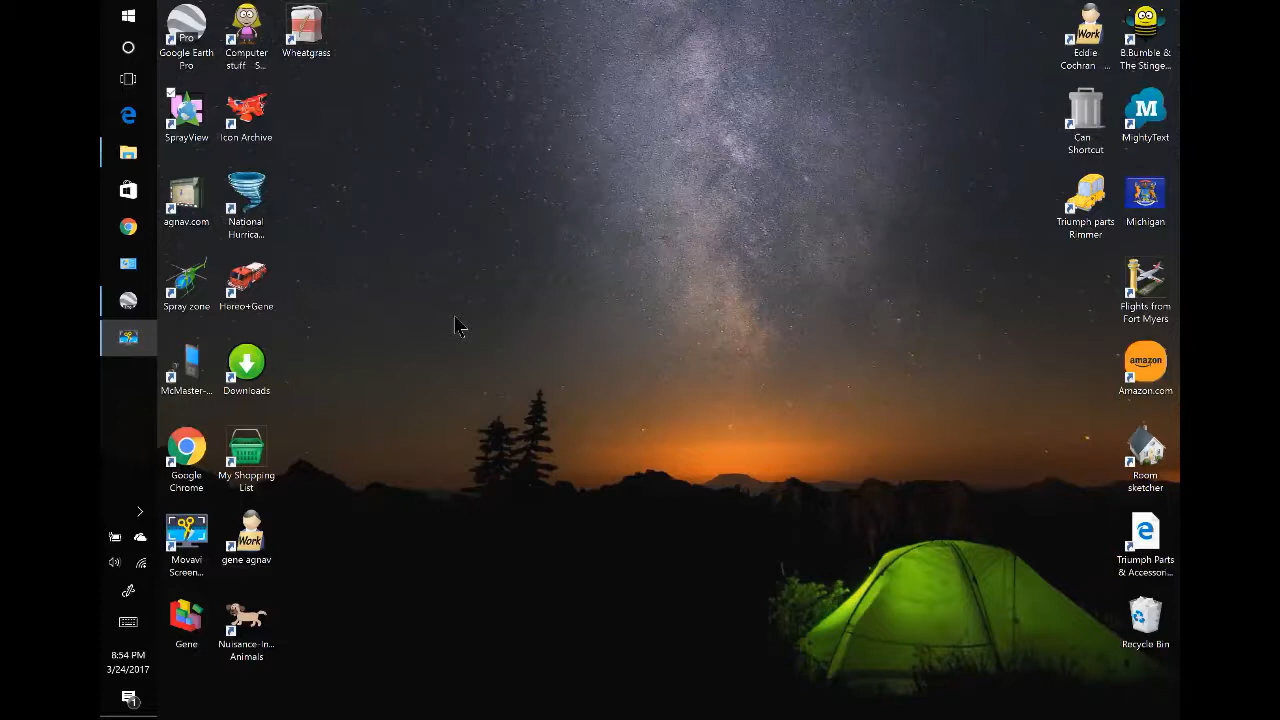 Google Earth
Pro
Computer
stuff S...
Wheatgrass
SprayView
Icon Archive
agnav.com
National
Hurrica...
Spray zone
Hereo+Gene
McMaster-...
Downloads
Google
Chrome
My Shopping
List
Movavi
Screen...
Work
gene agnav
Gene
Nuisance-In...
Animals
8:54 PM
3/24/2017
1
Work
Eddie
Cochran ...
B.Bumble &
The Stinge...
Can
Shortcut
M
MightyText
Triumph parts
Rimmer
Michigan
Flights from
Fort Myers
amazon
Amazon.com
Room
sketcher
Triumph Parts
& Accessori...
Recycle Bin
Pro